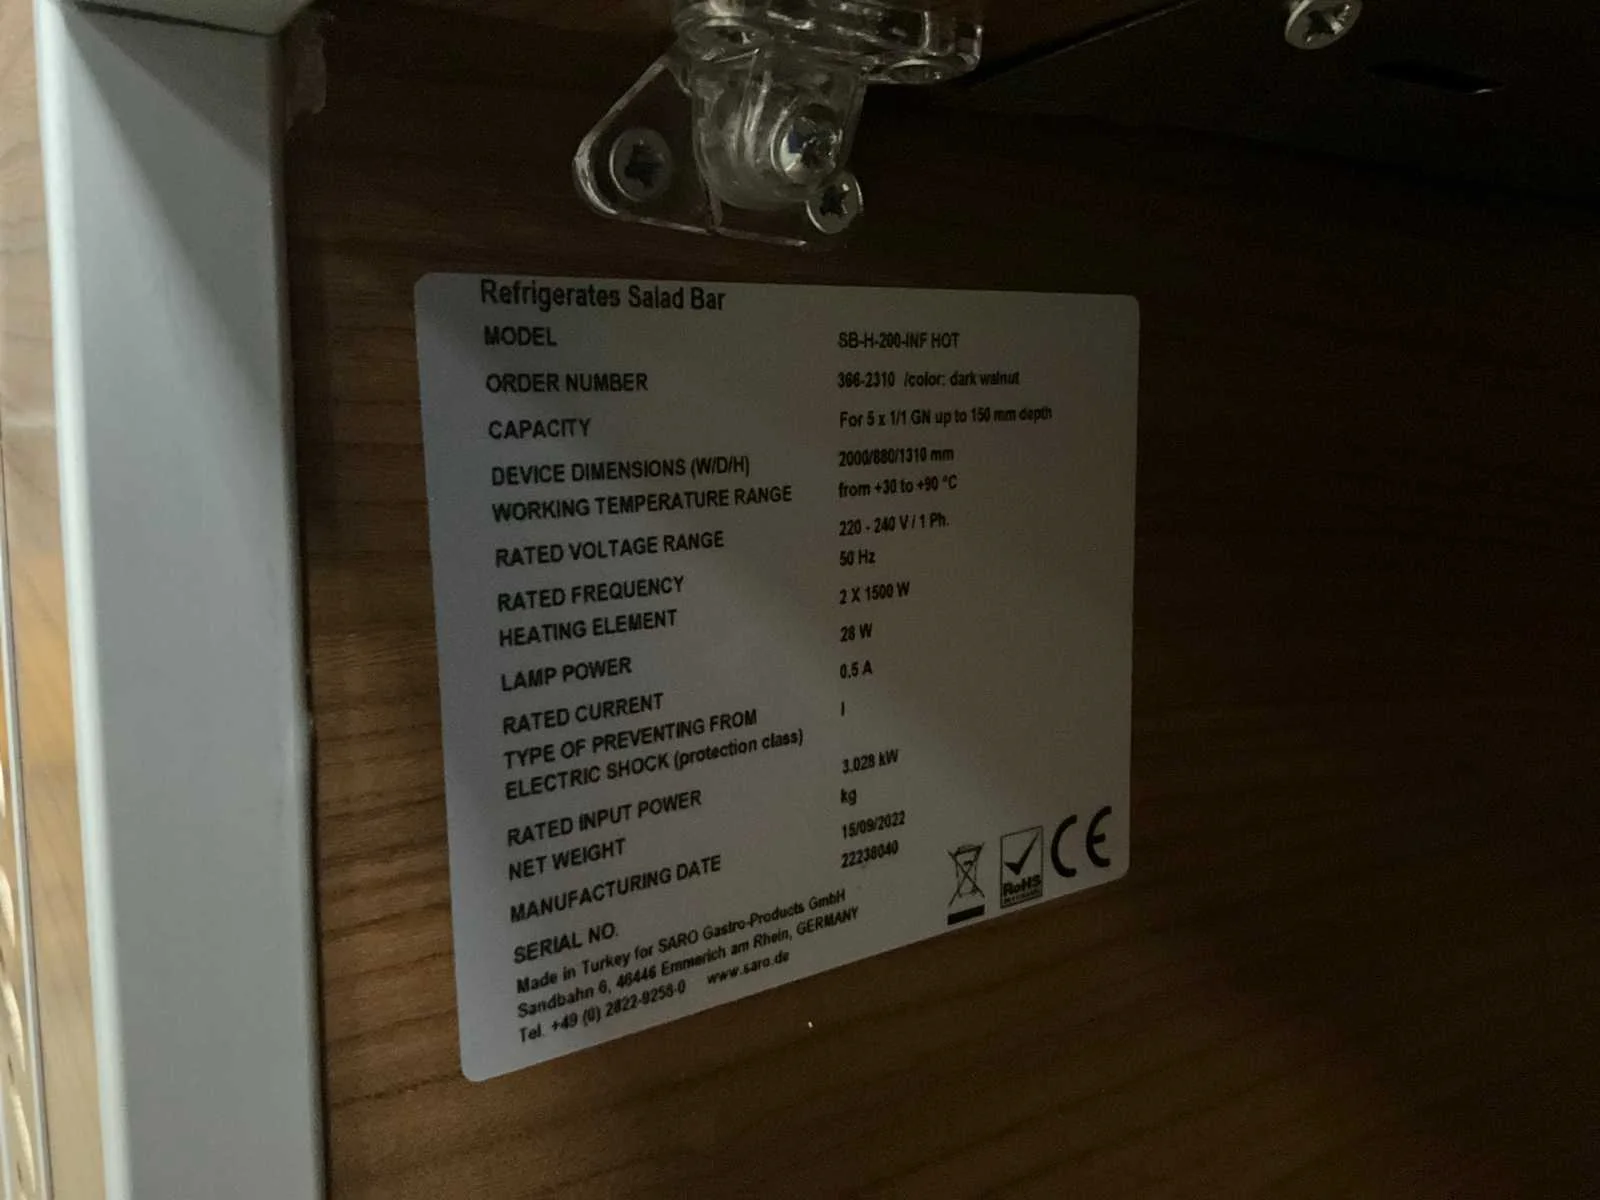 Refrigerates Salad Bar
MODEL SB-H-200-INF HOT
ORDER NUMBER 366-2310 /color: dark walnut
CAPACITY For 5 x 1/1 GN up to 150 mm depth
DEVICE DIMENSIONS (W/D/H) 2000/880/1310 mm
WORKING TEMPERATURE RANGE from +30 to +90 °C
RATED VOLTAGE RANGE 220 - 240 V / 1 Ph.
RATED FREQUENCY 50 Hz
HEATING ELEMENT 2 X 1500 W
LAMP POWER 28 W
RATED CURRENT 0.5 A
TYPE OF PREVENTING FROM
ELECTRIC SHOCK (protection class) I
RATED INPUT POWER 3.028 kW
NET WEIGHT kg
MANUFACTURING DATE 15/09/2022
SERIAL NO. 22238040
Made in Turkey for SARO Gastro-Products GmbH
Sandbahn 6, 46446 Emmerich am Rhein, GERMANY
Tel. +49 (0) 2822-9258-0 www.saro.de
RoHS
CE